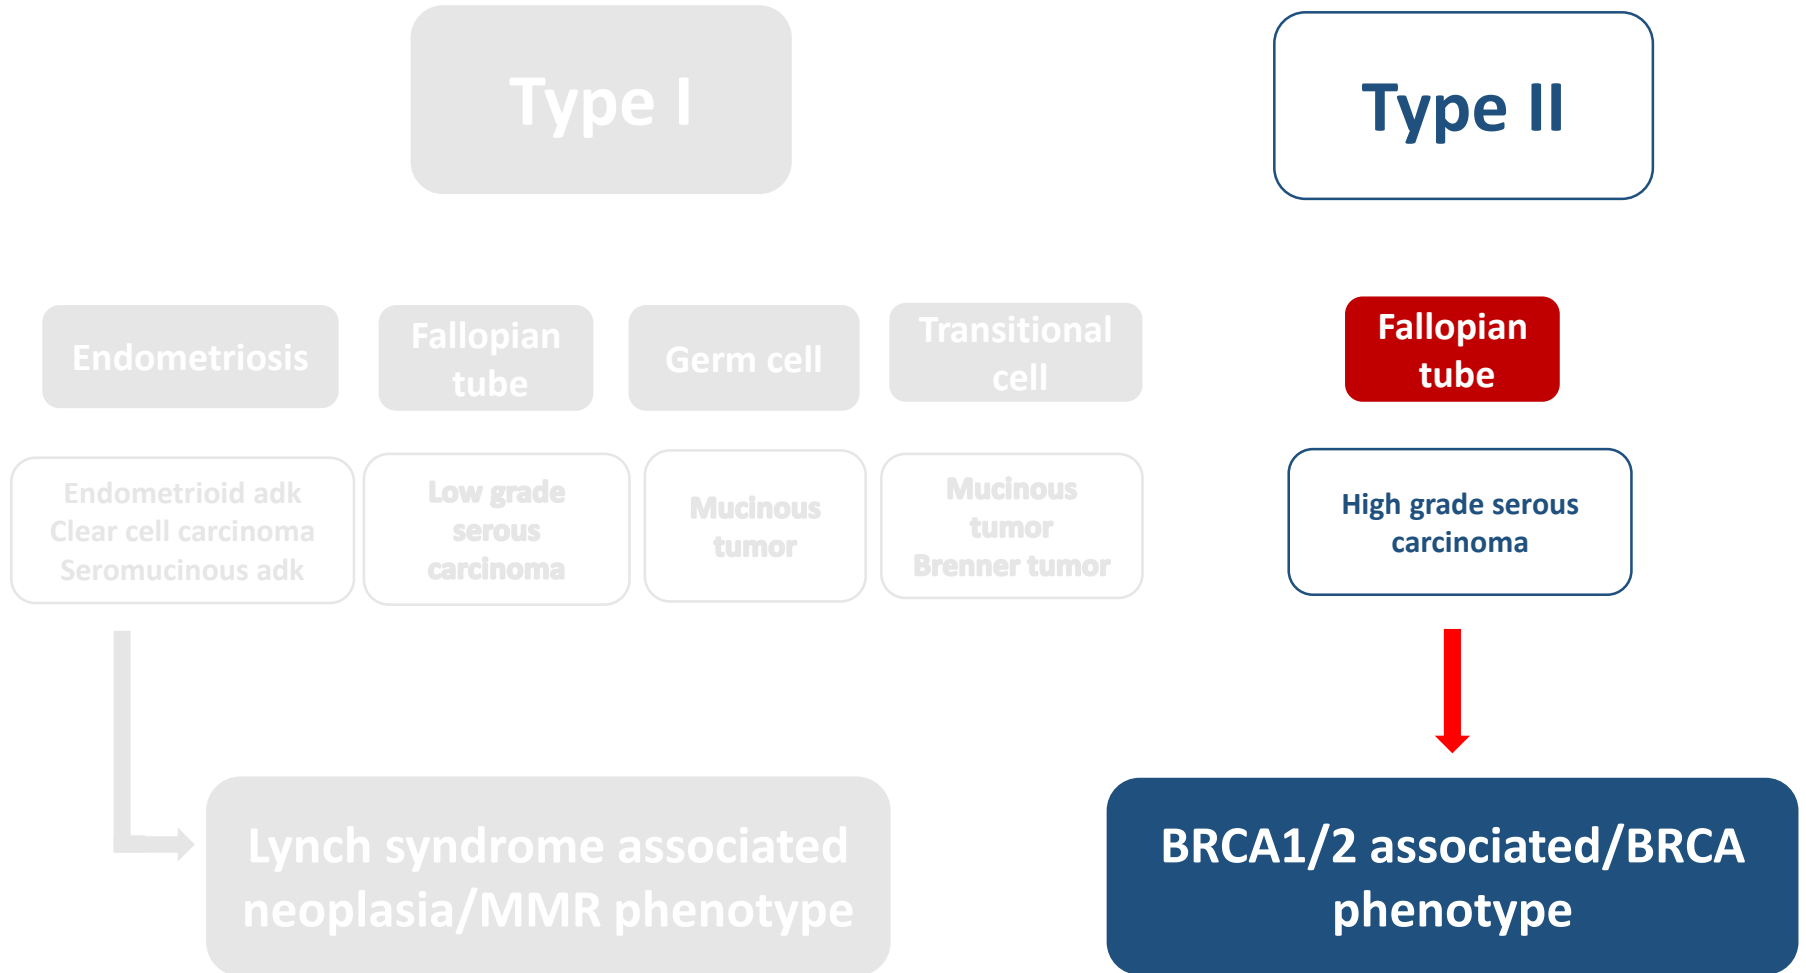 Type I
Type II
Endometriosis
Fallopian
tube
Germ cell
Transitional
cell
Fallopian
tube
Endometrioid adk
Clear cell carcinoma
Seromucinous adk
Low grade
serous
carcinoma
Mucinous
tumor
Mucinous
tumor
Brenner tumor
High grade serous
carcinoma
Lynch syndrome associated
neoplasia/MMR phenotype
BRCA1/2 associated/BRCA
phenotype